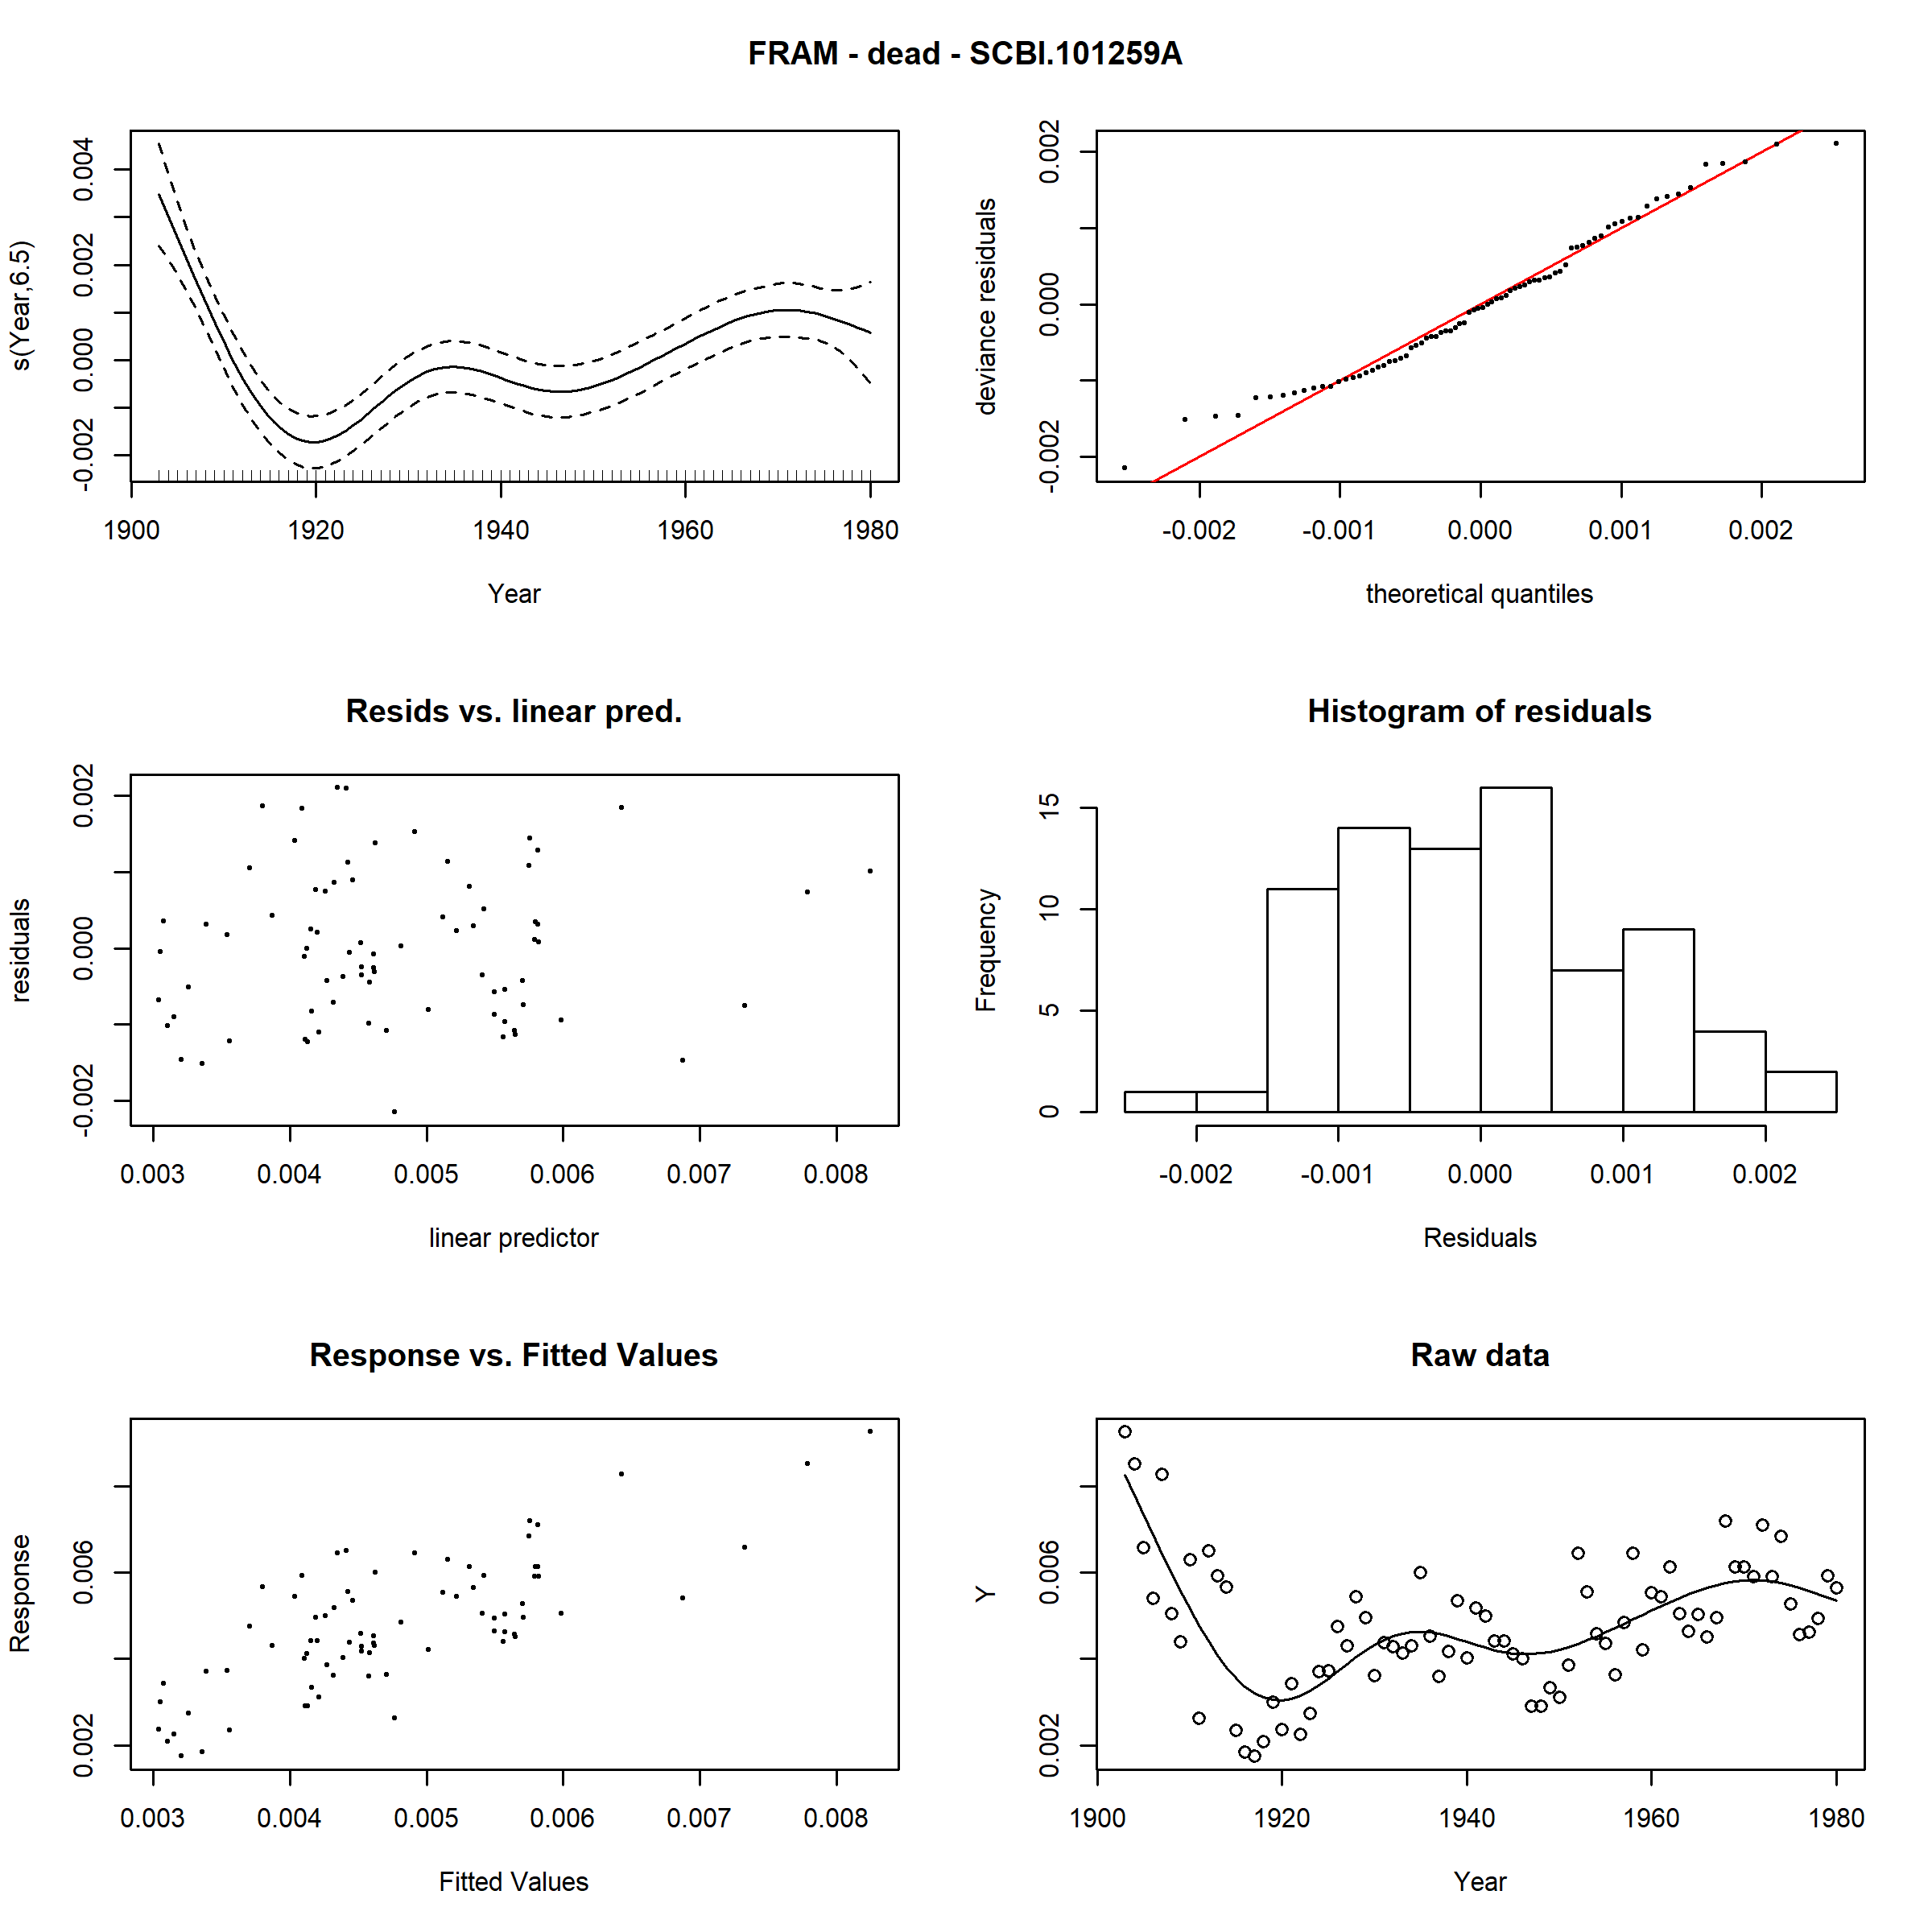 FRAM - dead - SCBI.101259A
s(Year,6.5)
-0.002 0.000 0.002 0.004
1900 1920 1940 1960 1980
Year
deviance residuals
-0.002 0.000 0.002
-0.002 -0.001 0.000 0.001 0.002
theoretical quantiles
Resids vs. linear pred.
residuals
-0.002 0.000 0.002
0.003 0.004 0.005 0.006 0.007 0.008
linear predictor
Histogram of residuals
Frequency
0 5 10 15
-0.002 -0.001 0.000 0.001 0.002
Residuals
Response vs. Fitted Values
Response
0.002 0.006
0.003 0.004 0.005 0.006 0.007 0.008
Fitted Values
Raw data
Y
0.002 0.006
1900 1920 1940 1960 1980
Year